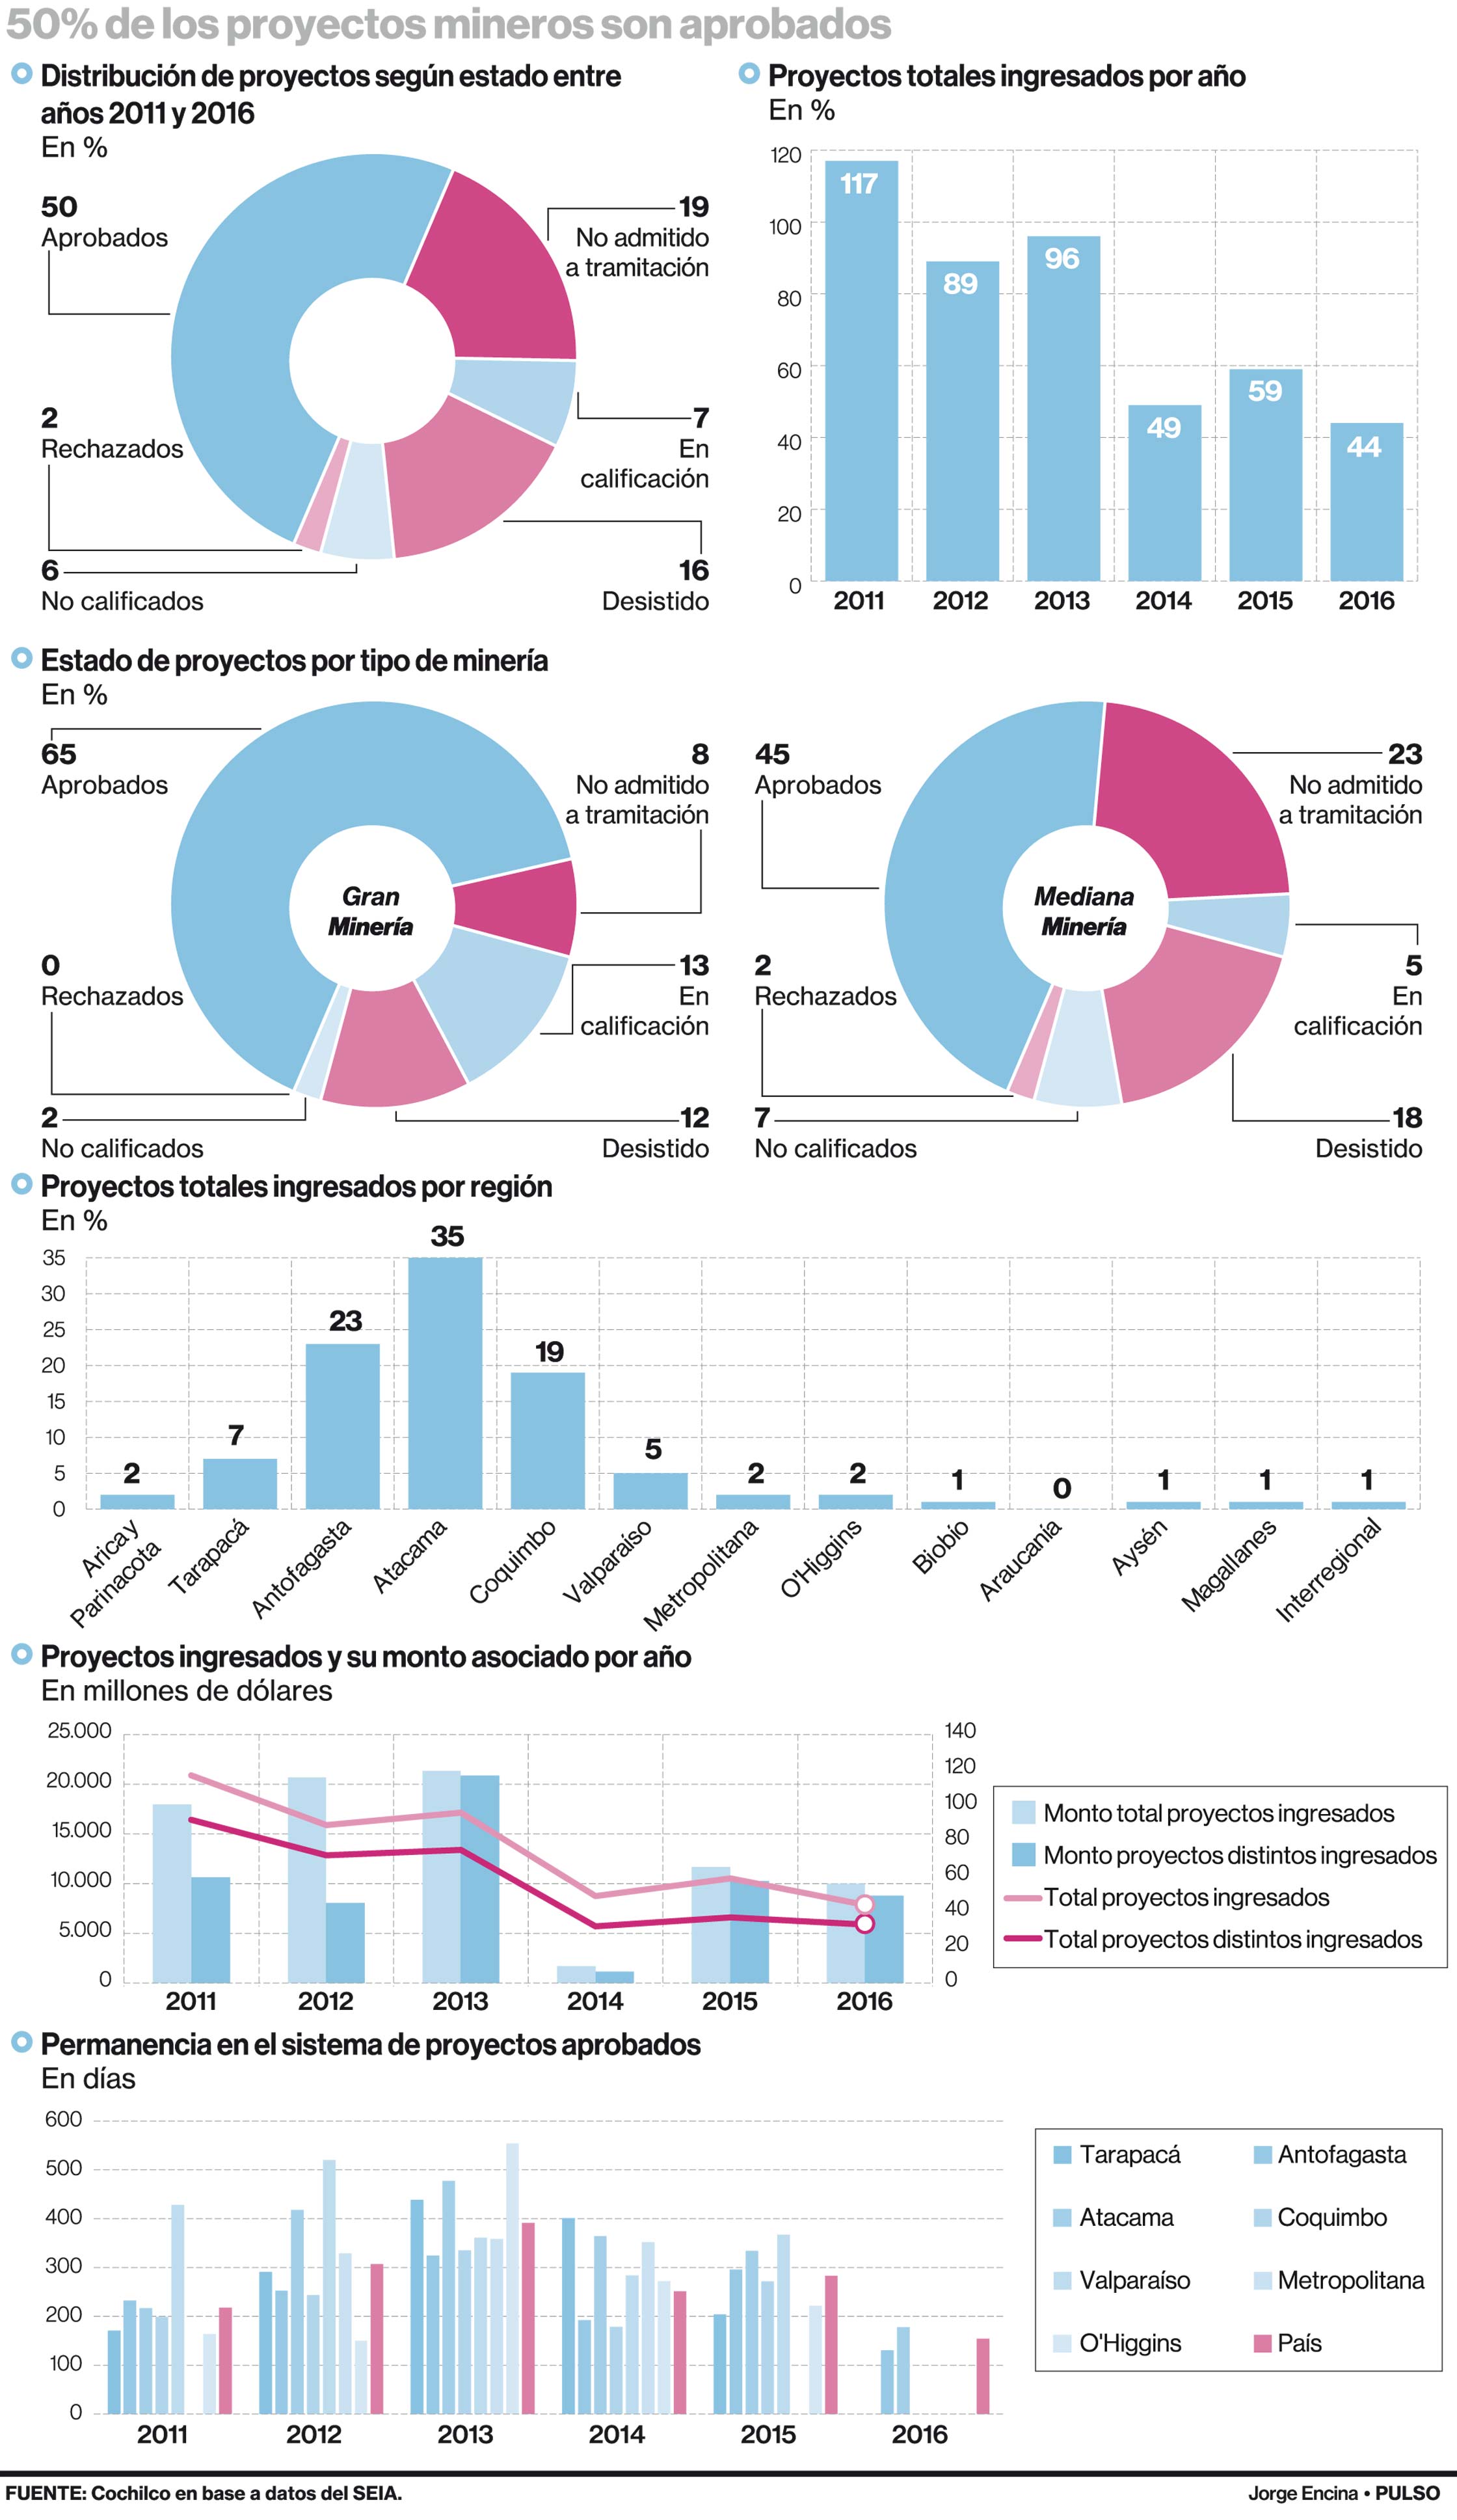 50% de los proyectos mineros son aprobados
Distribución de proyectos según estado entre
años 2011 y 2016
En %
50
Aprobados
19
No admitido
a tramitación
2
Rechazados
7
En
calificación
6
No calificados
16
Desistido
Proyectos totales ingresados por año
En %
120
100
80
60
40
20
0
117
89
96
49
59
44
2011 2012 2013 2014 2015 2016
Estado de proyectos por tipo de minería
En %
65
Aprobados
8
No admitido
a tramitación
Gran
Minería
0
Rechazados
13
En
calificación
2
No calificados
12
Desistido
45
Aprobados
23
No admitido
a tramitación
Mediana
Minería
2
Rechazados
5
En
calificación
7
No calificados
18
Desistido
Proyectos totales ingresados por región
En %
35
30
25
20
15
10
5
0
2
7
23
35
19
5
2
2
1
0
1
1
1
Arica y
Parinacota
Tarapacá
Antofagasta
Atacama
Coquimbo
Valparaíso
Metropolitana
O'Higgins
Biobío
Araucanía
Aysén
Magallanes
Interregional
Proyectos ingresados y su monto asociado por año
En millones de dólares
25.000
20.000
15.000
10.000
5.000
0
140
120
100
80
60
40
20
0
2011 2012 2013 2014 2015 2016
Monto total proyectos ingresados
Monto proyectos distintos ingresados
Total proyectos ingresados
Total proyectos distintos ingresados
Permanencia en el sistema de proyectos aprobados
En días
600
500
400
300
200
100
0
2011 2012 2013 2014 2015 2016
Tarapacá Antofagasta
Atacama Coquimbo
Valparaíso Metropolitana
O'Higgins País
FUENTE: Cochilco en base a datos del SEIA.
Jorge Encina • PULSO